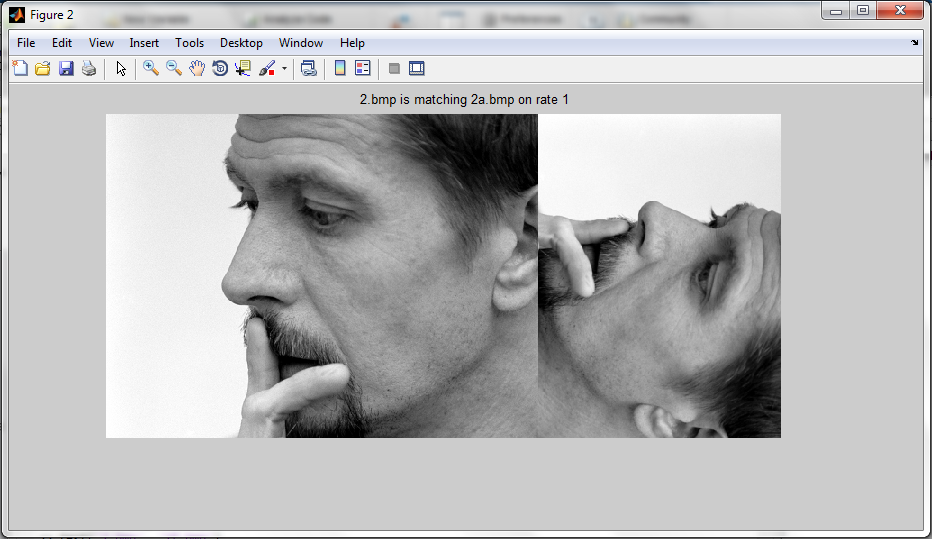 Figure 2
File Edit View Insert Tools Desktop Window Help
2.bmp is matching 2a.bmp on rate 1